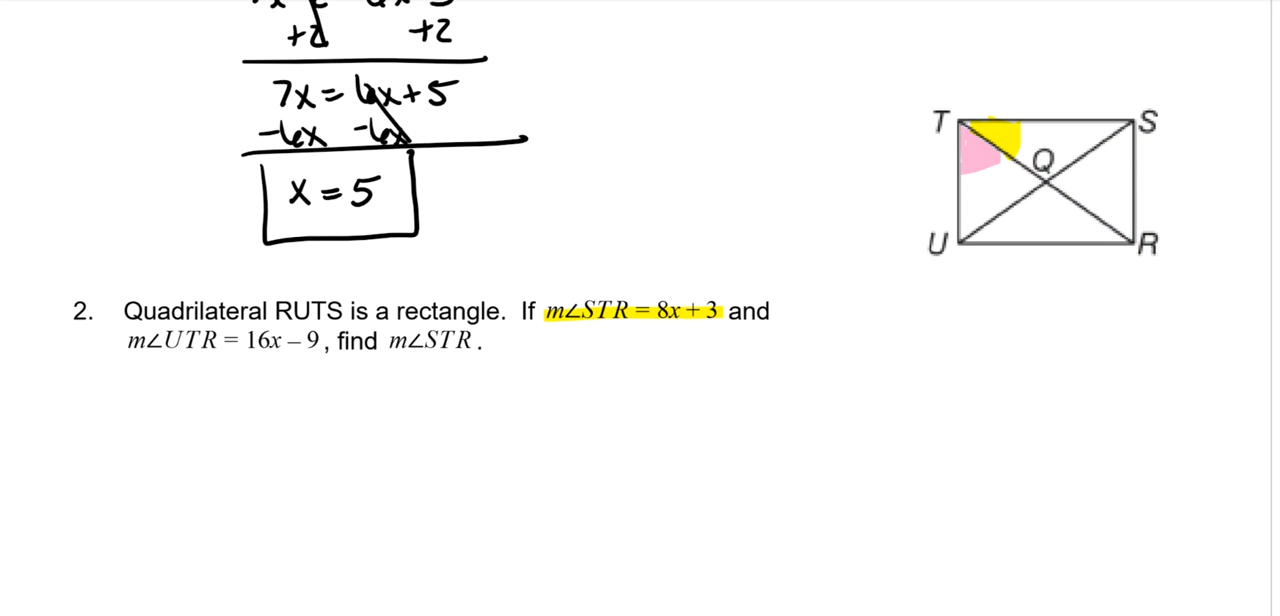 +2 +2
7x = 6x + 5
-6x -6x
x = 5
T S
Q
U R
2. Quadrilateral RUTS is a rectangle. If m∠STR = 8x + 3 and
m∠UTR = 16x – 9, find m∠STR.